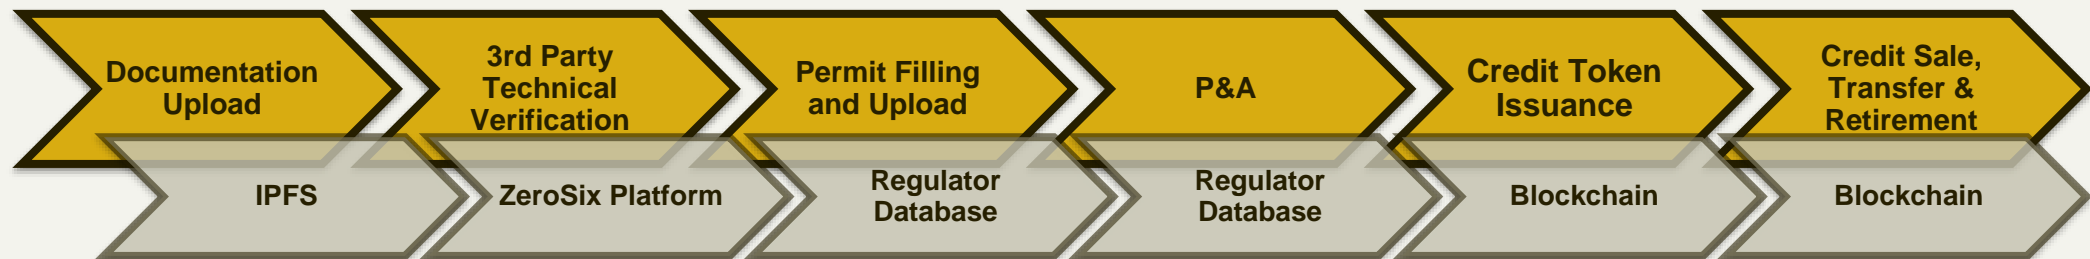 Documentation
Upload
3rd Party
Technical
Verification
Permit Filling
and Upload
P&A
Credit Token
Issuance
Credit Sale,
Transfer &
Retirement
IPFS
ZeroSix Platform
Regulator
Database
Regulator
Database
Blockchain
Blockchain